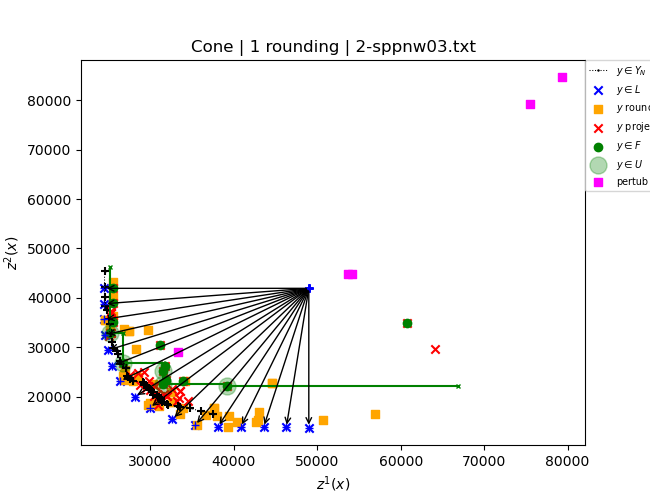 Cone | 1 rounding | 2-sppnw03.txt
z²(x)
80000
70000
60000
50000
40000
30000
20000
30000 40000 50000 60000 70000 80000
z¹(x)
y ∈ Y_N
y ∈ L
y roun
y proje
y ∈ F
y ∈ U
pertub